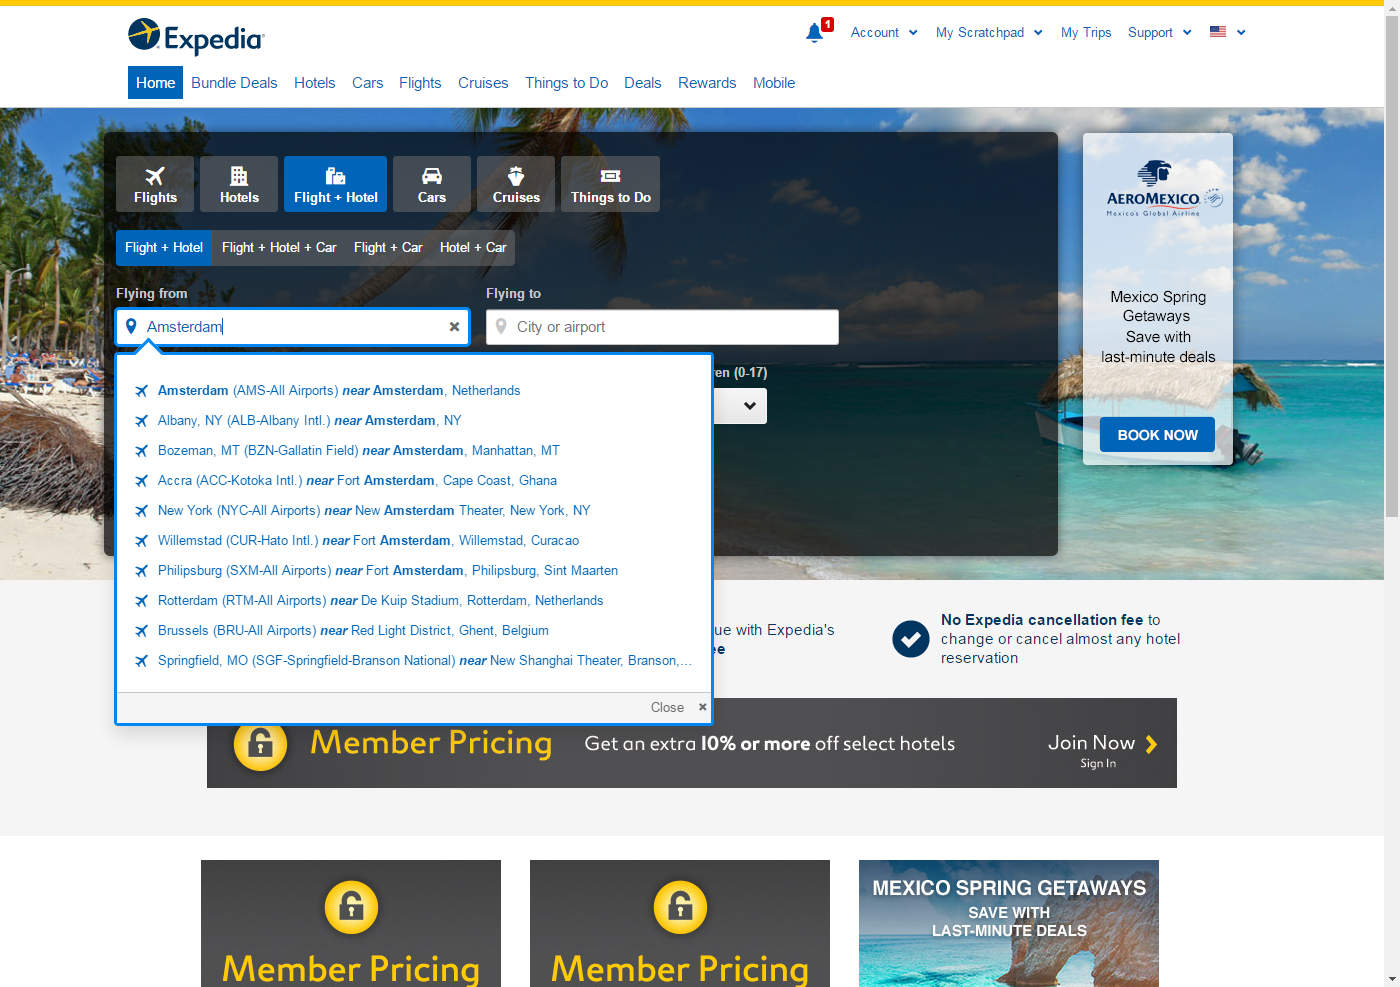 Expedia
1
Account
My Scratchpad
My Trips
Support
Home
Bundle Deals
Hotels
Cars
Flights
Cruises
Things to Do
Deals
Rewards
Mobile
Flights
Hotels
Flight + Hotel
Cars
Cruises
Things to Do
Flight + Hotel
Flight + Hotel + Car
Flight + Car
Hotel + Car
Flying from
Flying to
Amsterdam
City or airport
ren (0-17)
Amsterdam (AMS-All Airports) near Amsterdam, Netherlands
Albany, NY (ALB-Albany Intl.) near Amsterdam, NY
Bozeman, MT (BZN-Gallatin Field) near Amsterdam, Manhattan, MT
Accra (ACC-Kotoka Intl.) near Fort Amsterdam, Cape Coast, Ghana
New York (NYC-All Airports) near New Amsterdam Theater, New York, NY
Willemstad (CUR-Hato Intl.) near Fort Amsterdam, Willemstad, Curacao
Philipsburg (SXM-All Airports) near Fort Amsterdam, Philipsburg, Sint Maarten
Rotterdam (RTM-All Airports) near De Kuip Stadium, Rotterdam, Netherlands
Brussels (BRU-All Airports) near Red Light District, Ghent, Belgium
Springfield, MO (SGF-Springfield-Branson National) near New Shanghai Theater, Branson,...
Close
AEROMEXICO
Mexico's Global Airline
Mexico Spring
Getaways
Save with
last-minute deals
BOOK NOW
ue with Expedia's
ee
No Expedia cancellation fee to
change or cancel almost any hotel
reservation
Member Pricing
Get an extra 10% or more off select hotels
Join Now
Sign In
Member Pricing
Member Pricing
MEXICO SPRING GETAWAYS
SAVE WITH
LAST-MINUTE DEALS